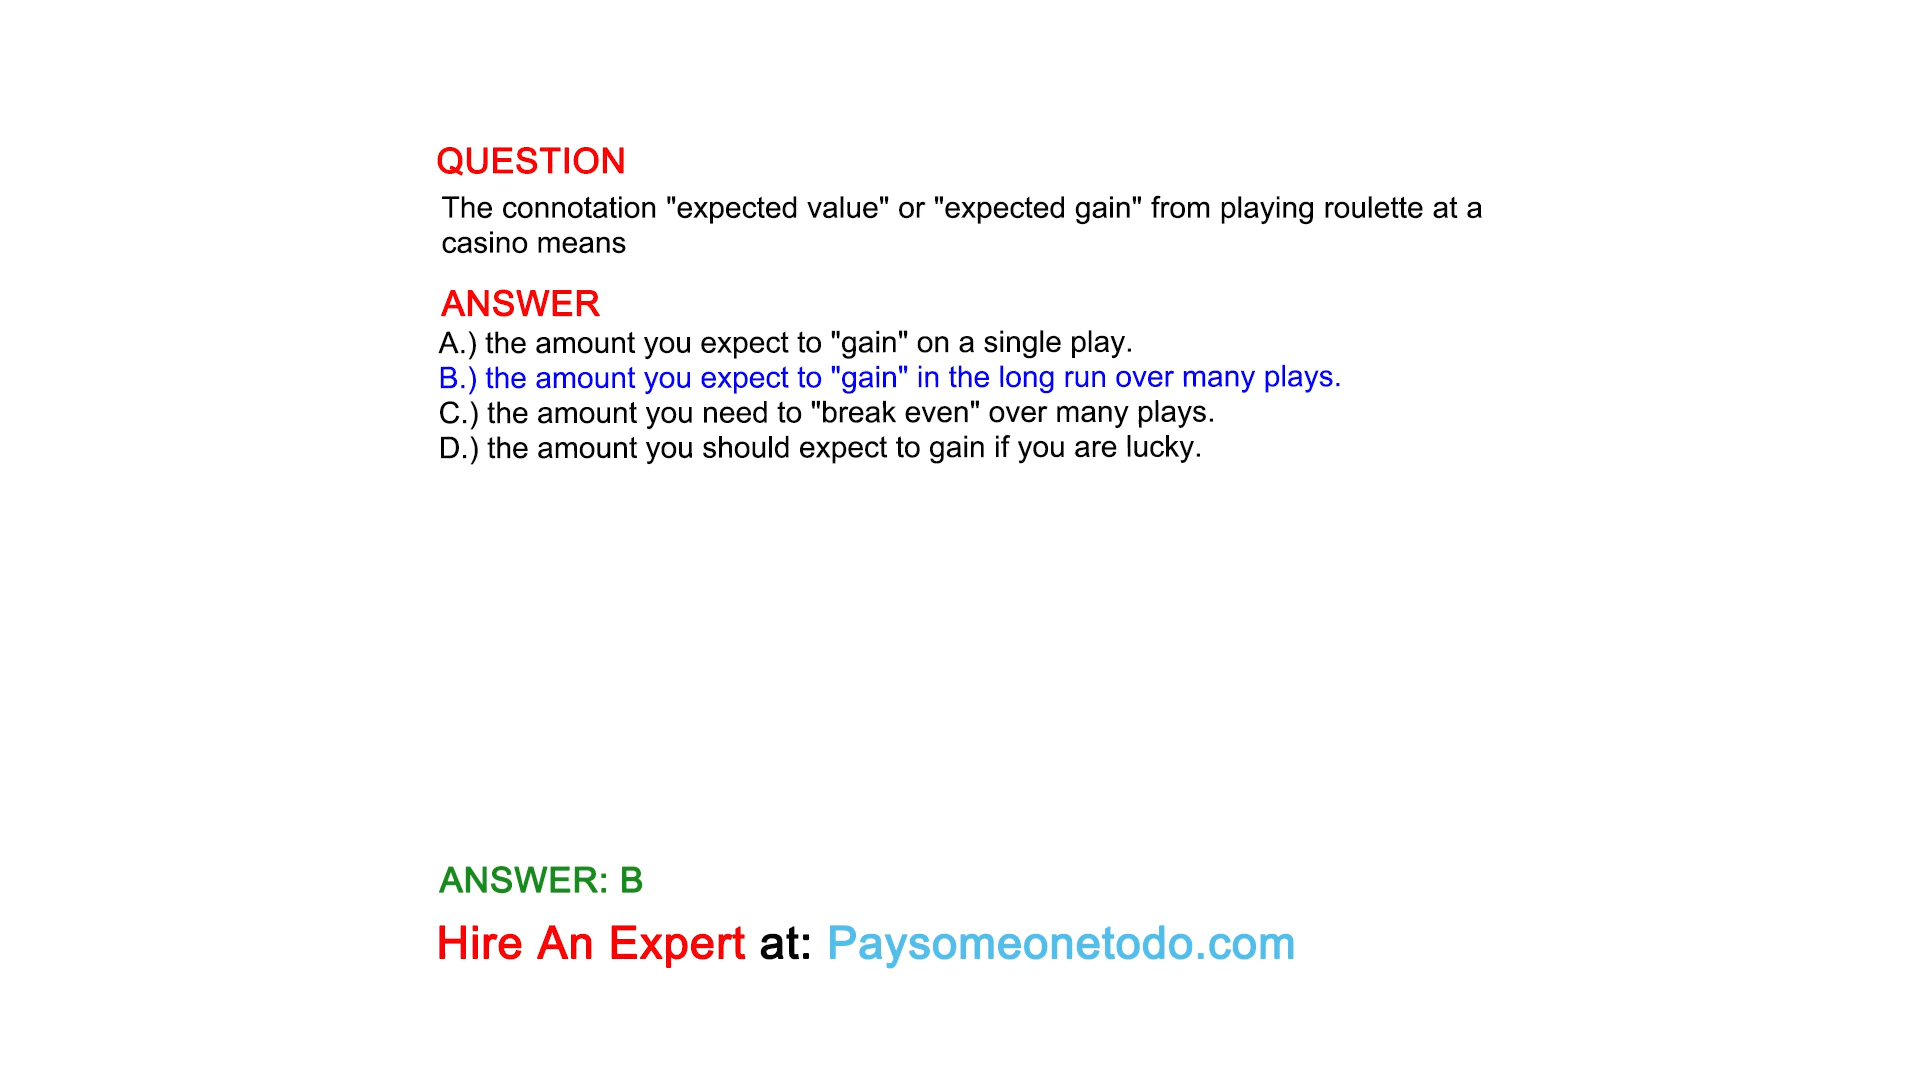 QUESTION
The connotation "expected value" or "expected gain" from playing roulette at a
casino means
ANSWER
A.) the amount you expect to "gain" on a single play.
B.) the amount you expect to "gain" in the long run over many plays.
C.) the amount you need to "break even" over many plays.
D.) the amount you should expect to gain if you are lucky.
ANSWER: B
Hire An Expert at: Paysomeonetodo.com